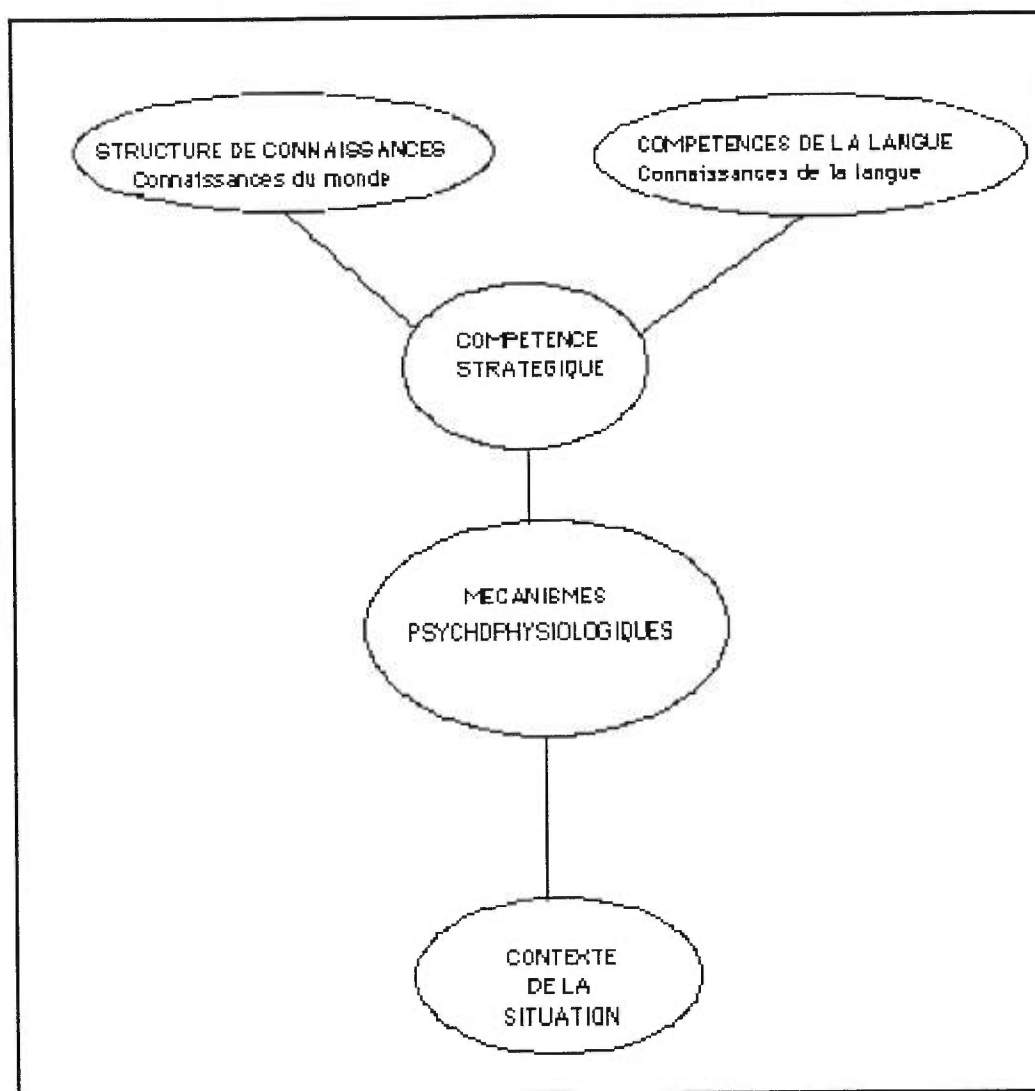 STRUCTURE DE CONNAISSANCES
Connaissances du monde
COMPETENCES DE LA LANGUE
Connaissances de la langue
COMPETENCE
STRATEGIQUE
MECANISMES
PSYCHOPHYSIOLOGIQUES
CONTEXTE
DE LA
SITUATION